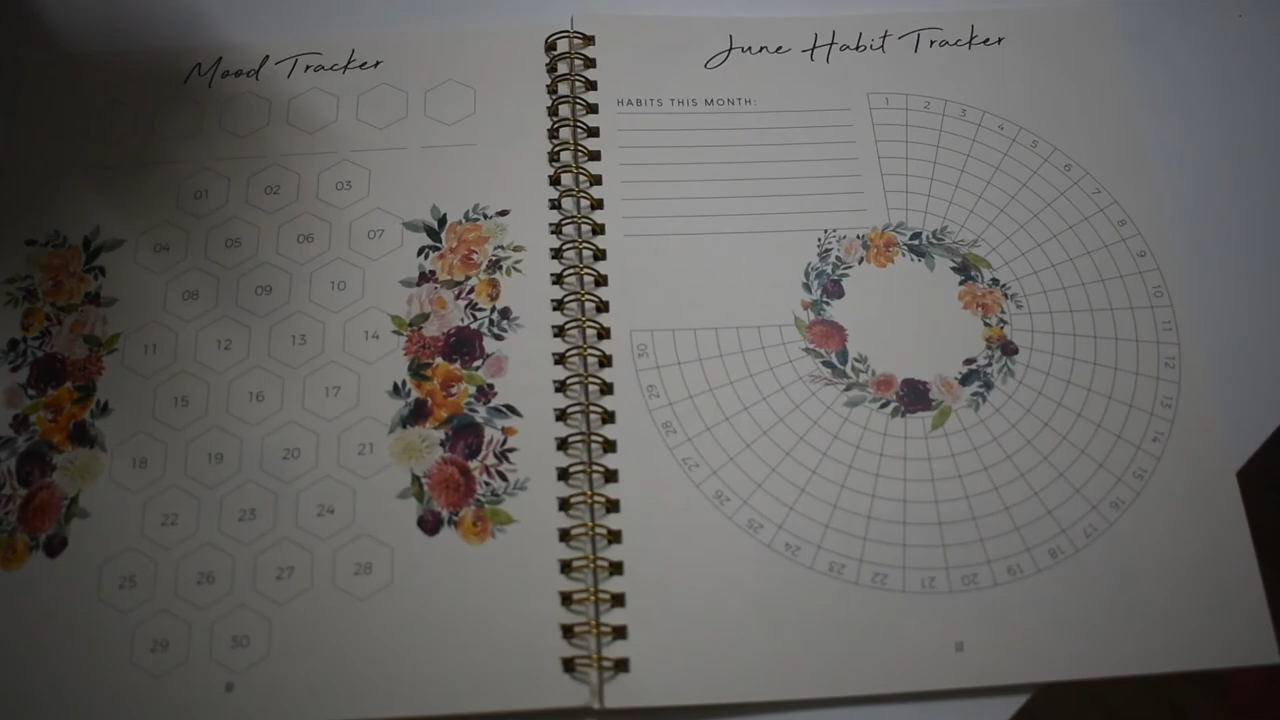 Mood Tracker
01 02 03
04 05 06 07
08 09 10
11 12 13 14
15 16 17
18 19 20 21
22 23 24
25 26 27 28
29 30
June Habit Tracker
HABITS THIS MONTH:
1 2 3 4 5 6 7 8 9 10 11 12 13 14 15 16 17 18 19 20 21 22 23 24 25 26 27 28 29 30